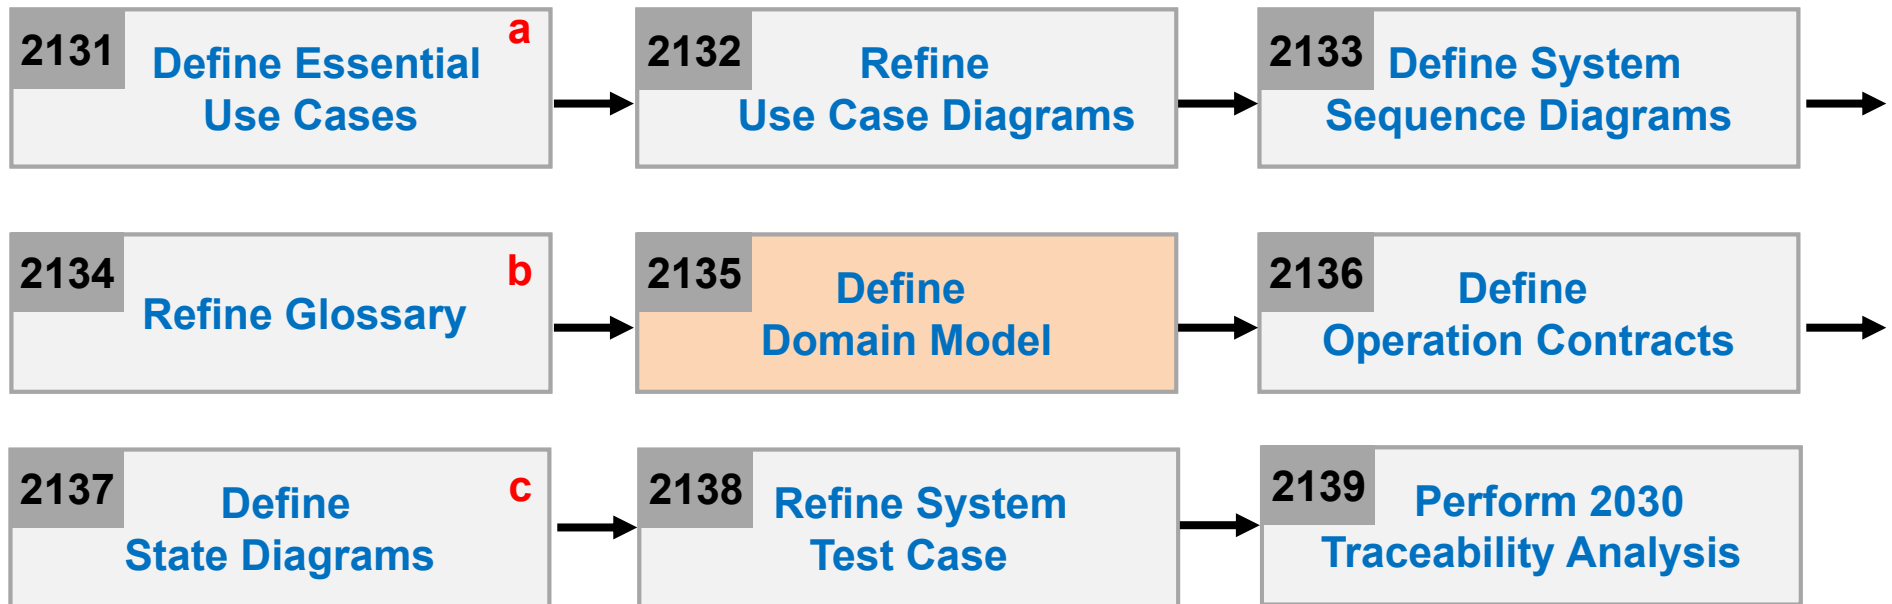 2131
a
Define Essential
Use Cases
2132
Refine
Use Case Diagrams
2133
Define System
Sequence Diagrams
2134
b
Refine Glossary
2135
Define
Domain Model
2136
Define
Operation Contracts
2137
c
Define
State Diagrams
2138
Refine System
Test Case
2139
Perform 2030
Traceability Analysis